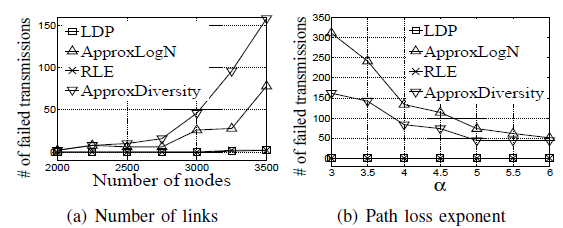 # of failed transmissions
150
100
50
0
LDP
ApproxLogN
RLE
ApproxDiversity
2000 2500 3000 3500
Number of nodes
(a) Number of links
# of failed transmissions
350
300
250
200
150
100
50
0
LDP
ApproxLogN
RLE
ApproxDiversity
3 3.5 4 4.5 5 5.5 6
α
(b) Path loss exponent